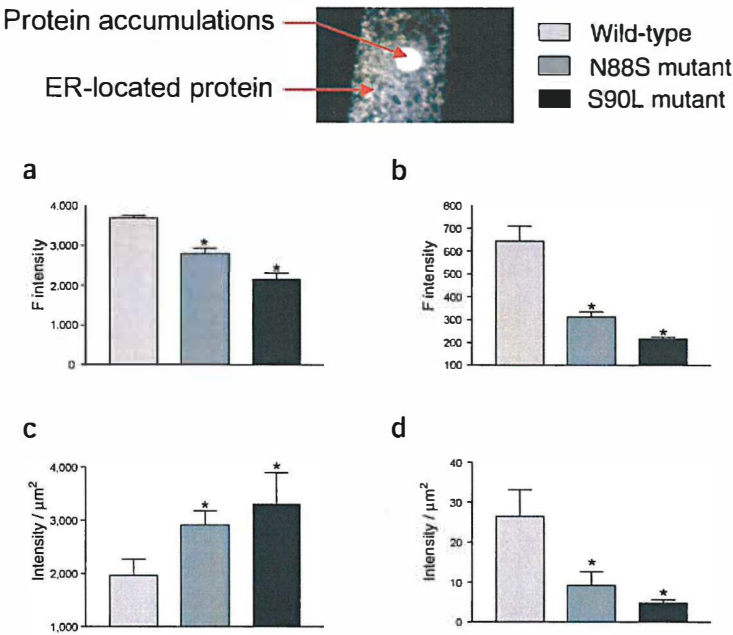 Protein accumulations
ER-located protein
Wild-type
N88S mutant
S90L mutant
a
4.000
3,000
2,000
1.000
0
F intensity
*
*
b
800
700
600
500
400
300
200
100
F intensity
*
*
c
4,000
3,000
2,000
1,000
Intensity / µm²
*
*
d
40
30
20
10
0
Intensity / µm²
*
*